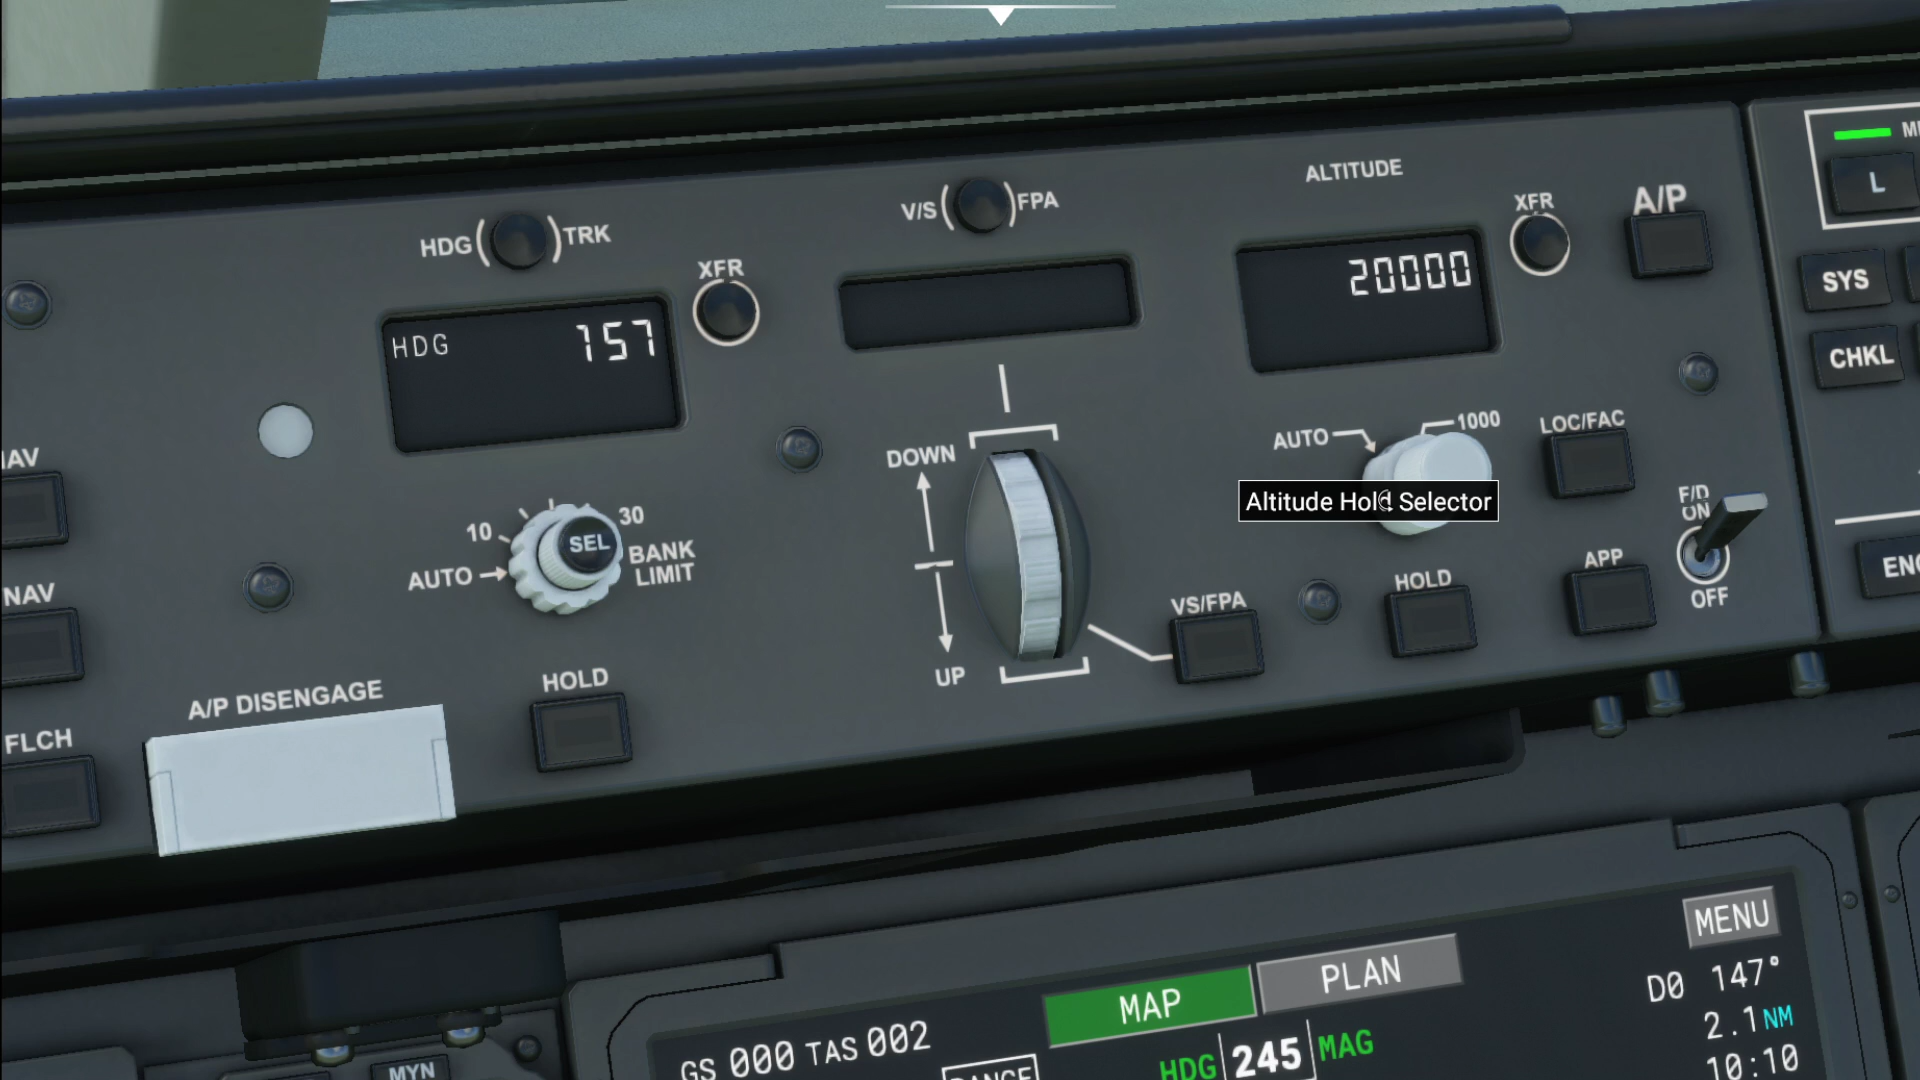 ALTITUDE
XFR
A/P
L
HDG TRK
V/S FPA
XFR
20000
SYS
HDG 157
CHKL
AUTO 1000
LOC/FAC
DOWN
Altitude Hold Selector
F/D
ON
10 30
SEL
AUTO
BANK
LIMIT
HOLD
APP
OFF
VS/FPA
UP
NAV
A/P DISENGAGE
HOLD
FLCH
MENU
MAP
PLAN
D0 147°
2.1NM
10:10
GS 000 TAS 002
HDG 245 MAG
MYN